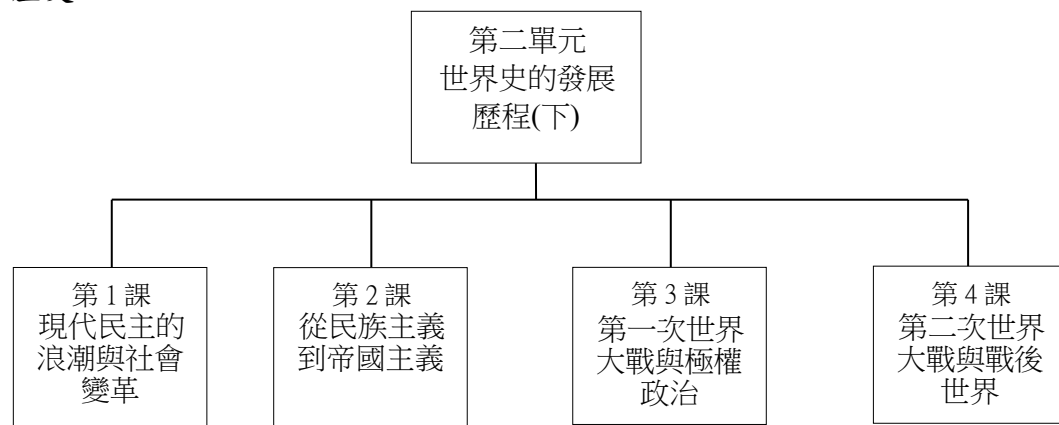 第二單元
世界史的發展
歷程(下)
第1課
現代民主的
浪潮與社會
變革
第2課
從民族主義
到帝國主義
第3課
第一次世界
大戰與極權
政治
第4課
第二次世界
大戰與戰後
世界